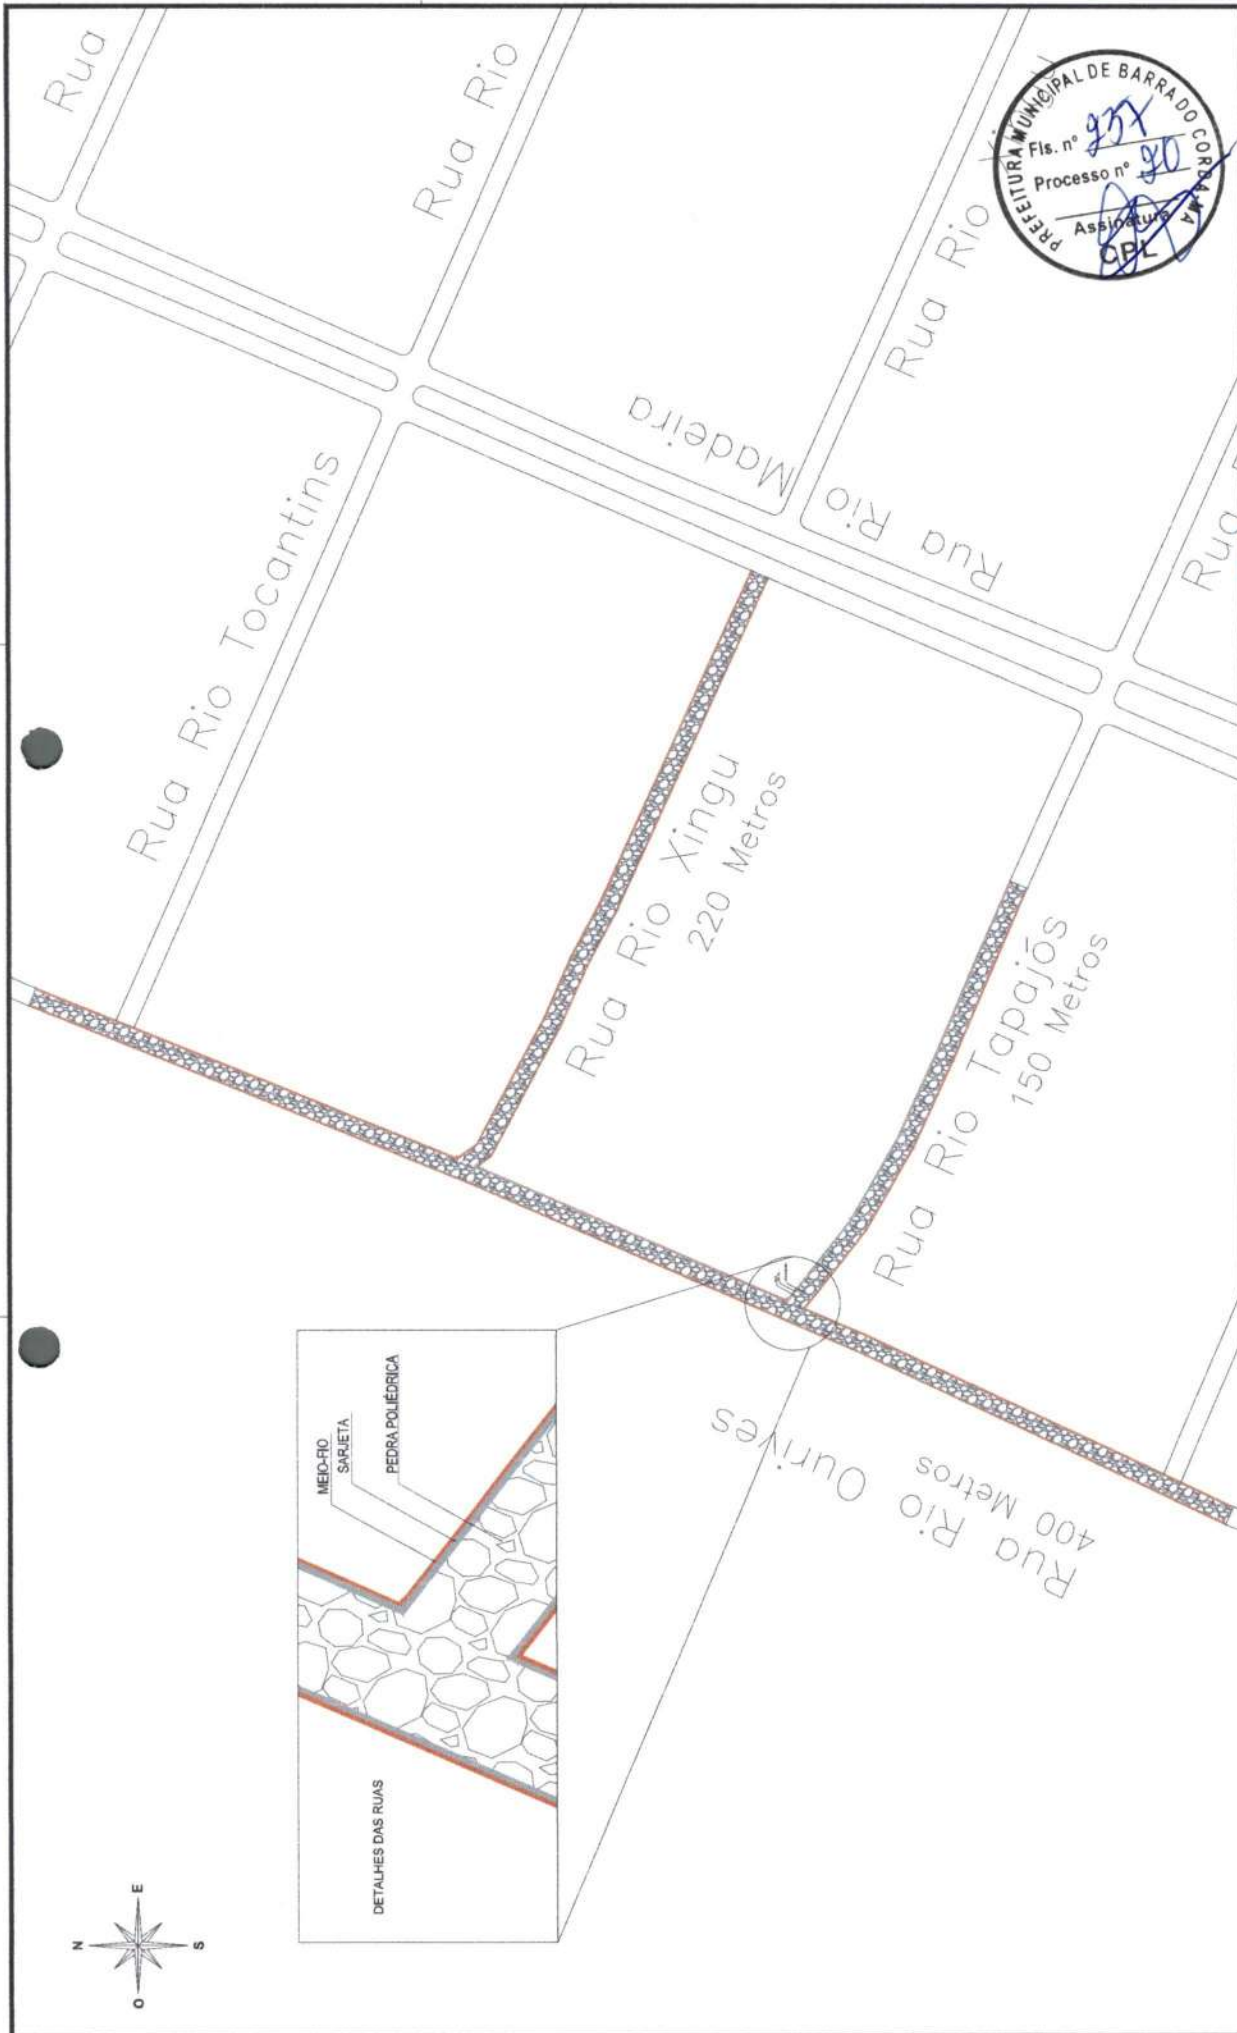 Rua
Rua Rio
Rua Rio
PREFEITURA MUNICIPAL DE BARRA DO CORDA-MA
Fls. nº 237
Processo nº 20
Assinatura
CPL
Rua Rio Tocantins
Rua Rio Madeira
Rua
Rua Rio Xingu
220 Metros
Rua Rio Tapajós
150 Metros
Rua Rio Ourives
400 Metros
MEIO-FIO
SARJETA
PEDRA POLIÉDRICA
DETALHES DAS RUAS
N
E
S
O